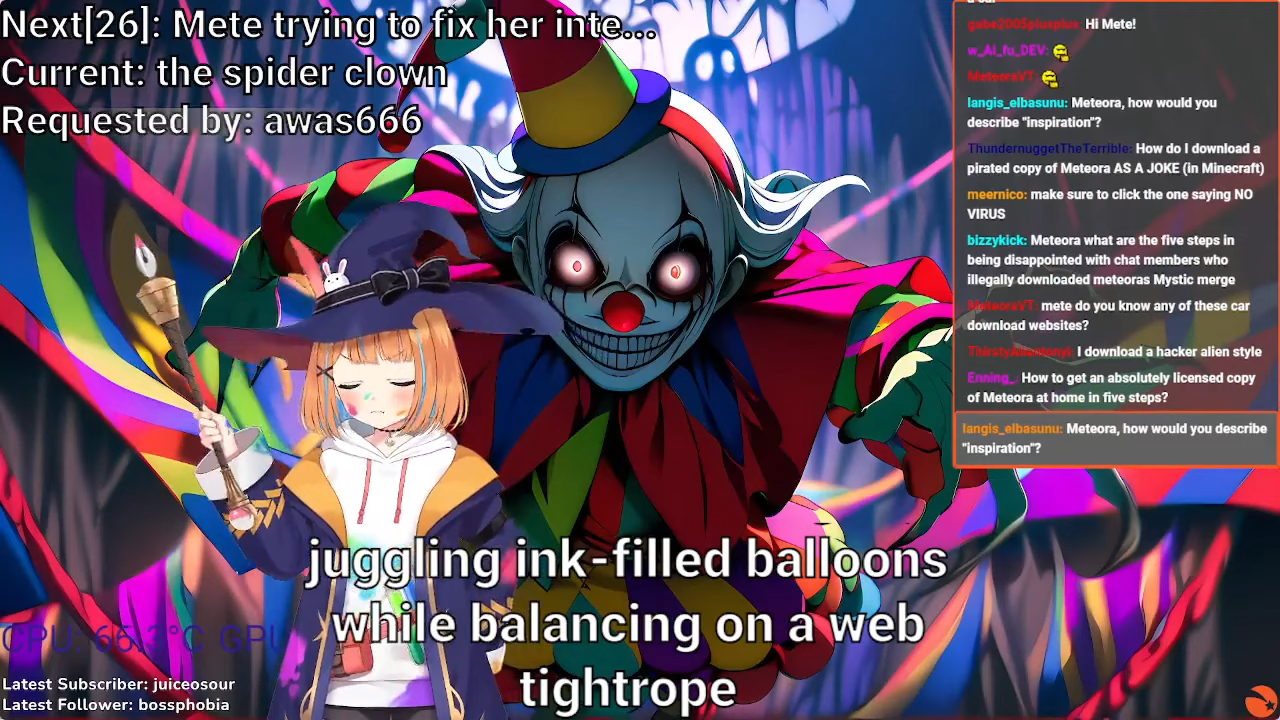 Next[26]: Mete trying to fix her inte...
Current: the spider clown
Requested by: awas666
gabe2005plusplus: Hi Mete!
w_AI_fu_DEV:
MeteoraVT:
langis_elbasunu: Meteora, how would you
describe "inspiration"?
ThundernuggetTheTerrible: How do I download a
pirated copy of Meteora AS A JOKE (in Minecraft)
meernico: make sure to click the one saying NO
VIRUS
bizzykick: Meteora what are the five steps in
being disappointed with chat members who
illegally downloaded meteoras Mystic merge
MeteoraVT: mete do you know any of these car
download websites?
I download a hacker alien style
Enning_: How to get an absolutely licensed copy
of Meteora at home in five steps?
langis_elbasunu: Meteora, how would you describe
"inspiration"?
juggling ink-filled balloons
while balancing on a web
tightrope
CPU: 66.3°C GPU
Latest Subscriber: juiceosour
Latest Follower: bossphobia